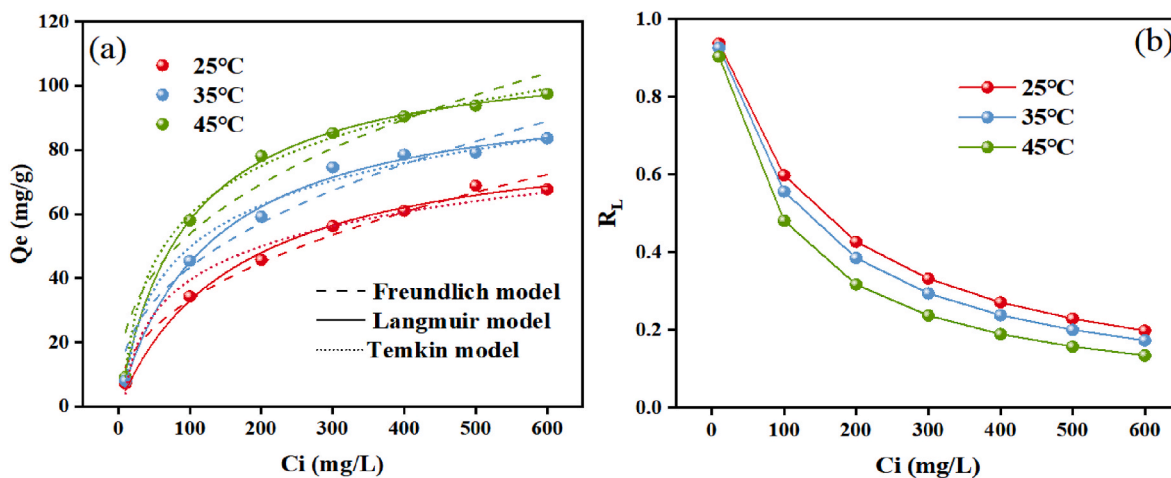 (a)
25°C
35°C
45°C
Freundlich model
Langmuir model
Temkin model
Qe (mg/g)
120
100
80
60
40
20
0
0 100 200 300 400 500 600
Ci (mg/L)
(b)
25°C
35°C
45°C
R_L
1.0
0.8
0.6
0.4
0.2
0.0
0 100 200 300 400 500 600
Ci (mg/L)